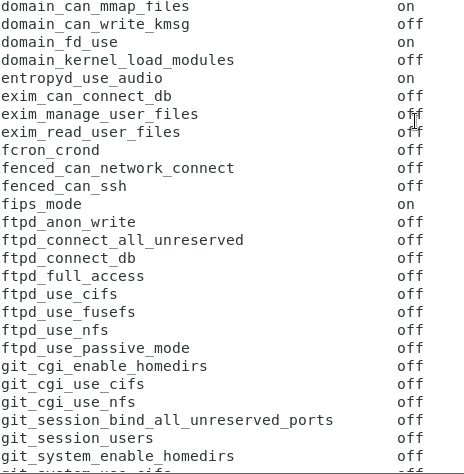 domain_can_mmap_files on
domain_can_write_kmsg off
domain_fd_use on
domain_kernel_load_modules off
entropyd_use_audio on
exim_can_connect_db off
exim_manage_user_files off
exim_read_user_files off
fcron_crond off
fenced_can_network_connect off
fenced_can_ssh off
fips_mode on
ftpd_anon_write off
ftpd_connect_all_unreserved off
ftpd_connect_db off
ftpd_full_access off
ftpd_use_cifs off
ftpd_use_fusefs off
ftpd_use_nfs off
ftpd_use_passive_mode off
git_cgi_enable_homedirs off
git_cgi_use_cifs off
git_cgi_use_nfs off
git_session_bind_all_unreserved_ports off
git_session_users off
git_system_enable_homedirs off